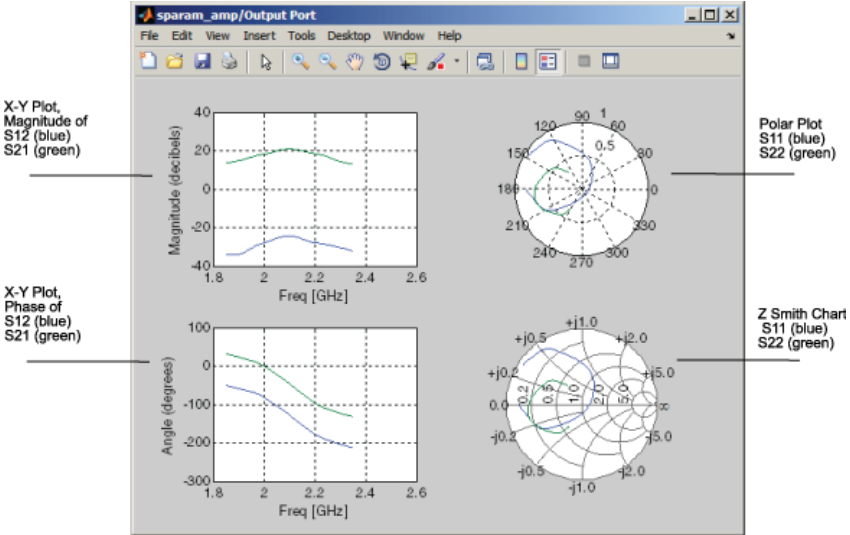 sparam_amp/Output Port
File Edit View Insert Tools Desktop Window Help
X-Y Plot,
Magnitude of
S12 (blue)
S21 (green)
Magnitude (decibels)
40
20
0
-20
-40
1.8 2 2.2 2.4 2.6
Freq [GHz]
Polar Plot
S11 (blue)
S22 (green)
90 1
120 60
0.5
150 30
180 0
210 330
240 300
270
X-Y Plot,
Phase of
S12 (blue)
S21 (green)
Angle (degrees)
100
0
-100
-200
-300
1.8 2 2.2 2.4 2.6
Freq [GHz]
Z Smith Chart
S11 (blue)
S22 (green)
+j1.0
+j0.5 +j2.0
+j0.2 +j5.0
0.0 0.2 0.5 1.0 2.0 5.0 ∞
-j0.2 -j5.0
-j0.5 -j2.0
-j1.0